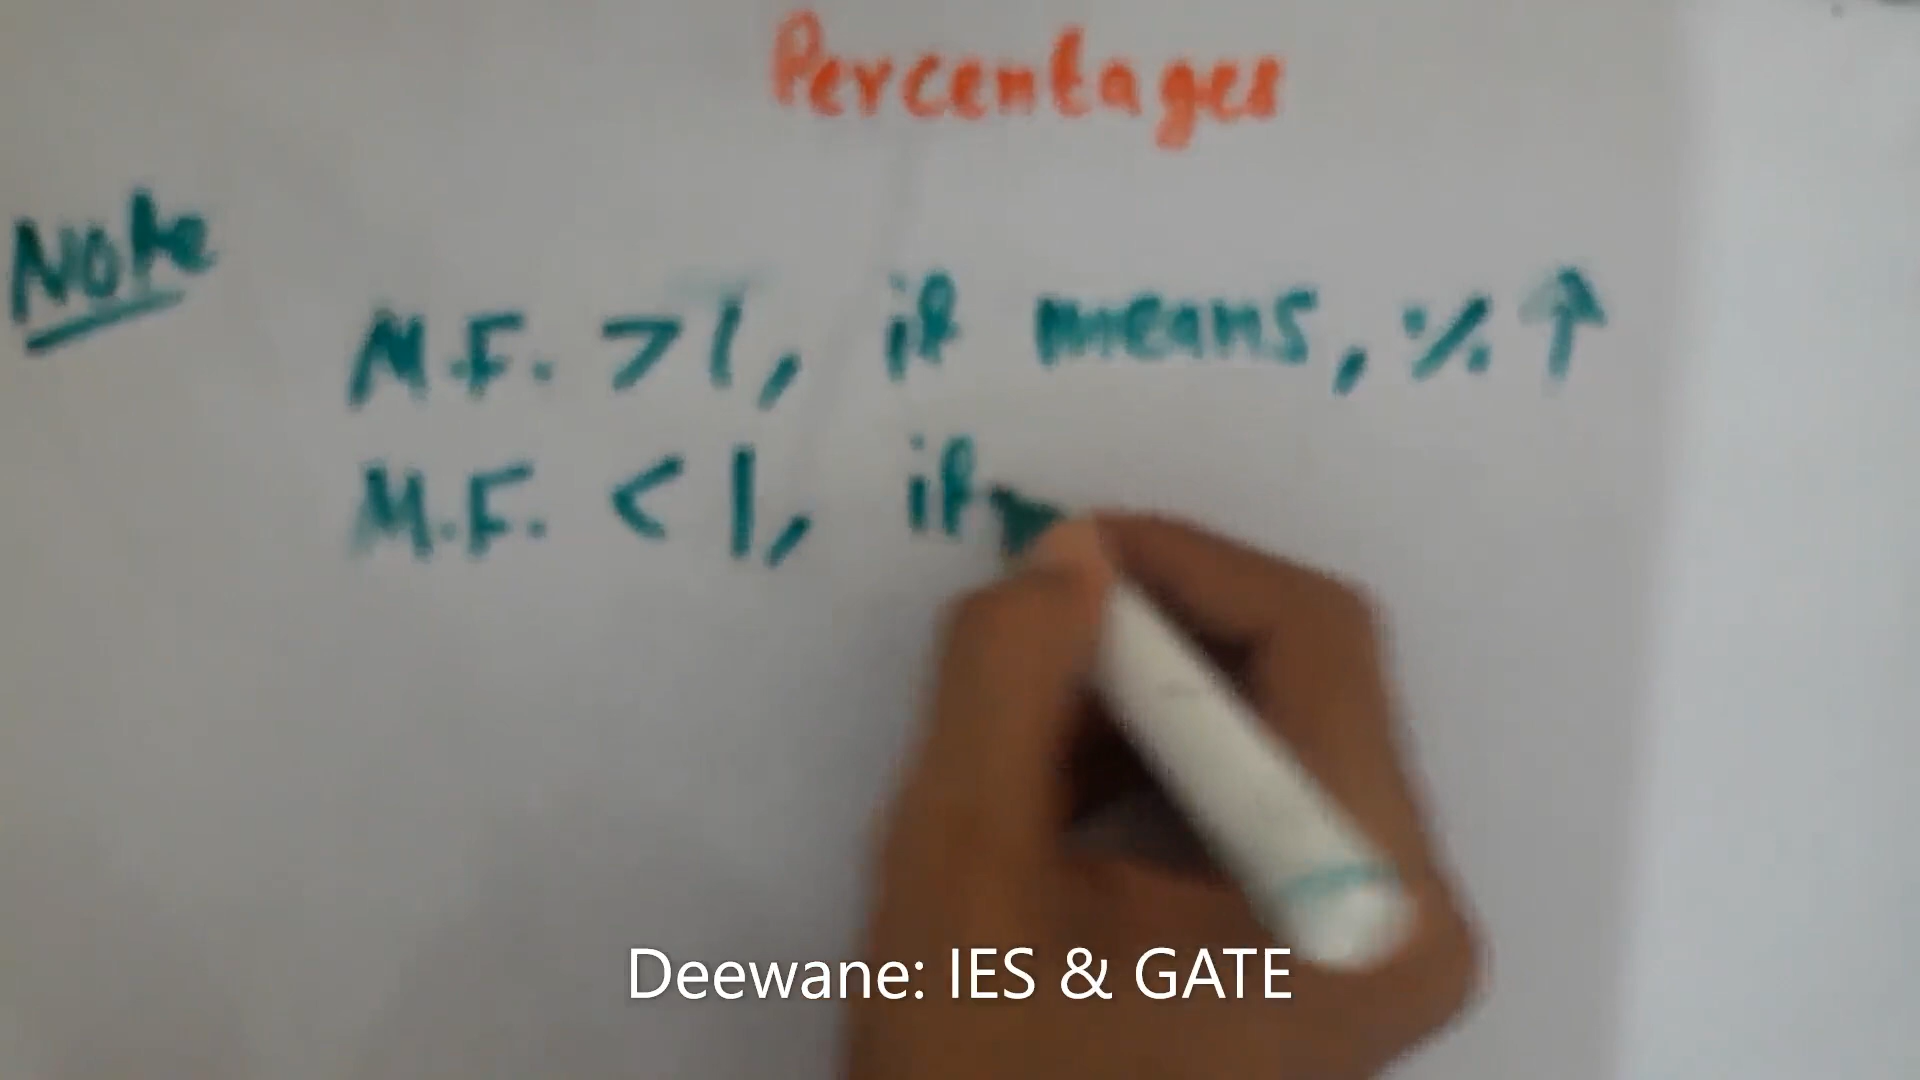 Percentages
Note
M.F. >1, it means, % ↑
M.F. < 1, it
Deewane: IES & GATE